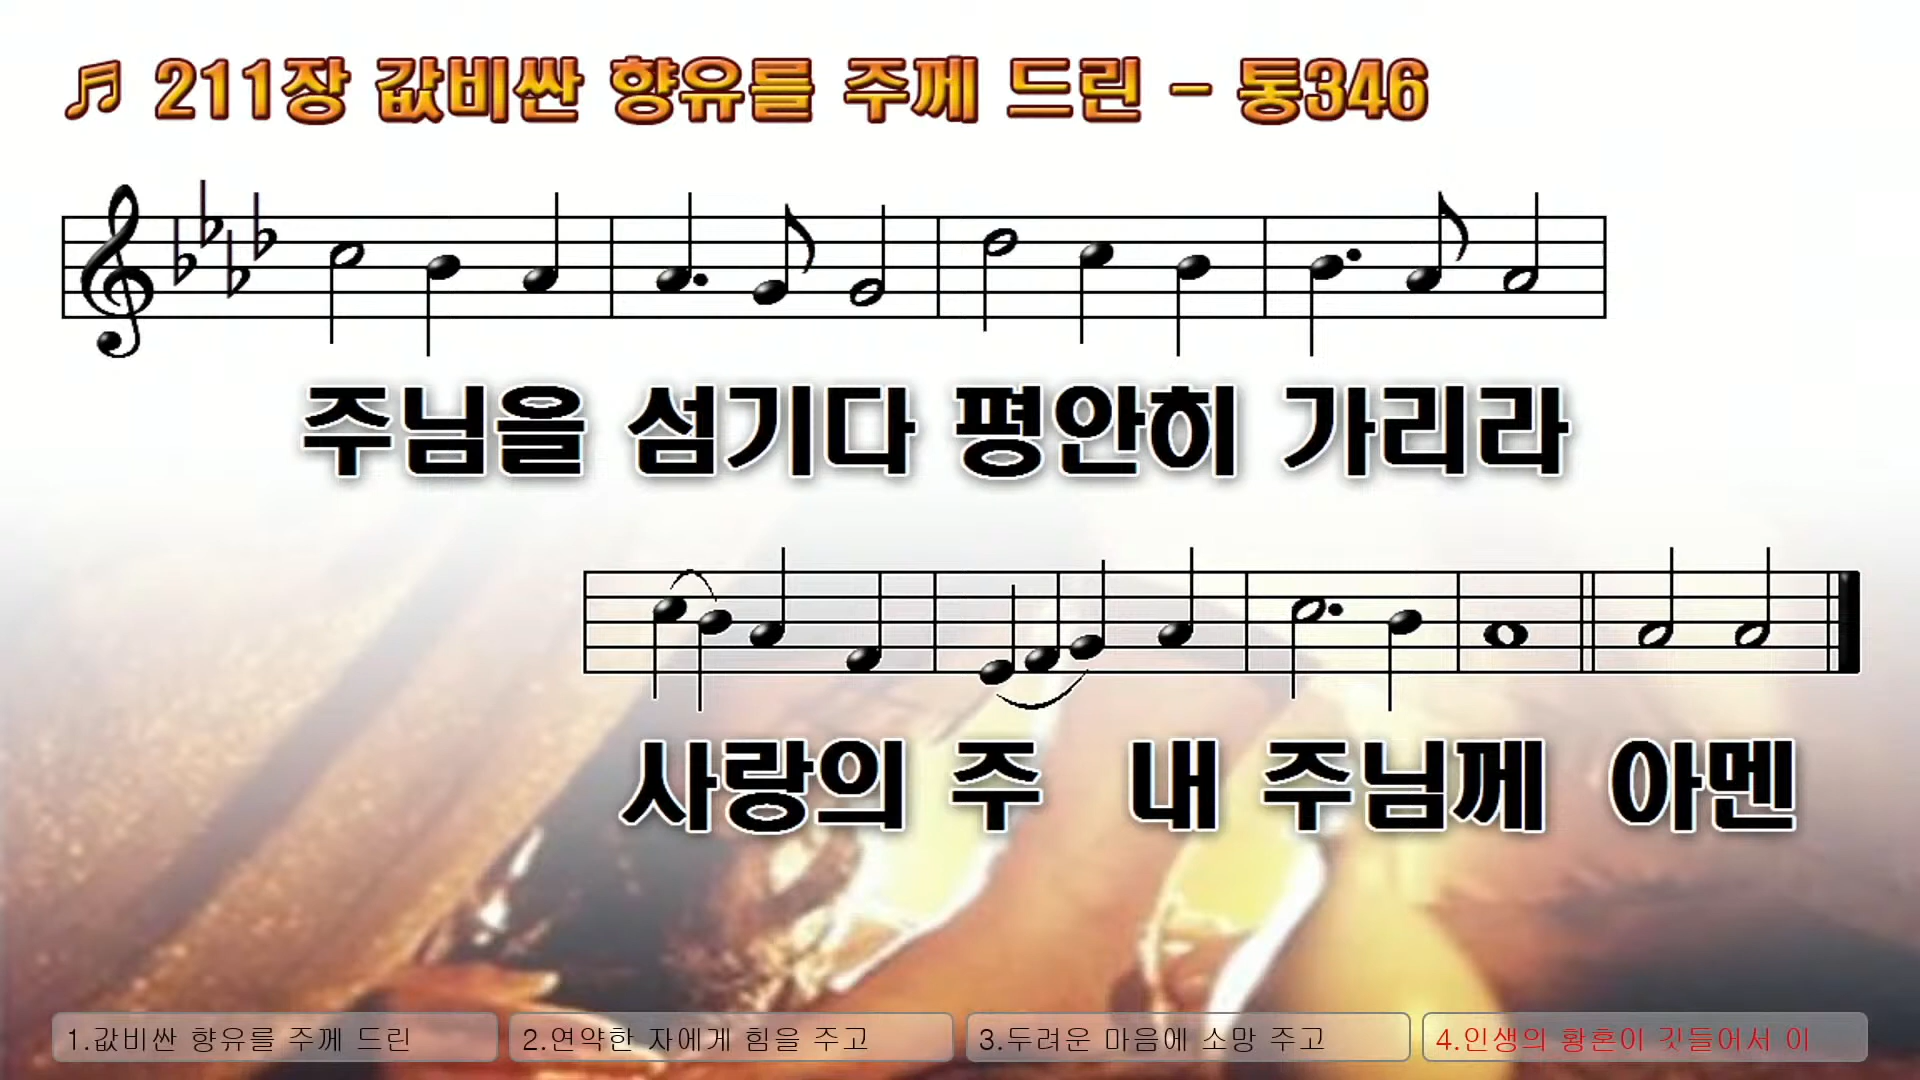 ♬ 211장 값비싼 향유를 주께 드린 - 통346
주님을 섬기다 평안히 가리라
사랑의 주 내 주님께 아멘
1.값비싼 향유를 주께 드린
2.연약한 자에게 힘을 주고
3.두려운 마음에 소망 주고
4.인생의 황혼이 깃들어서 이